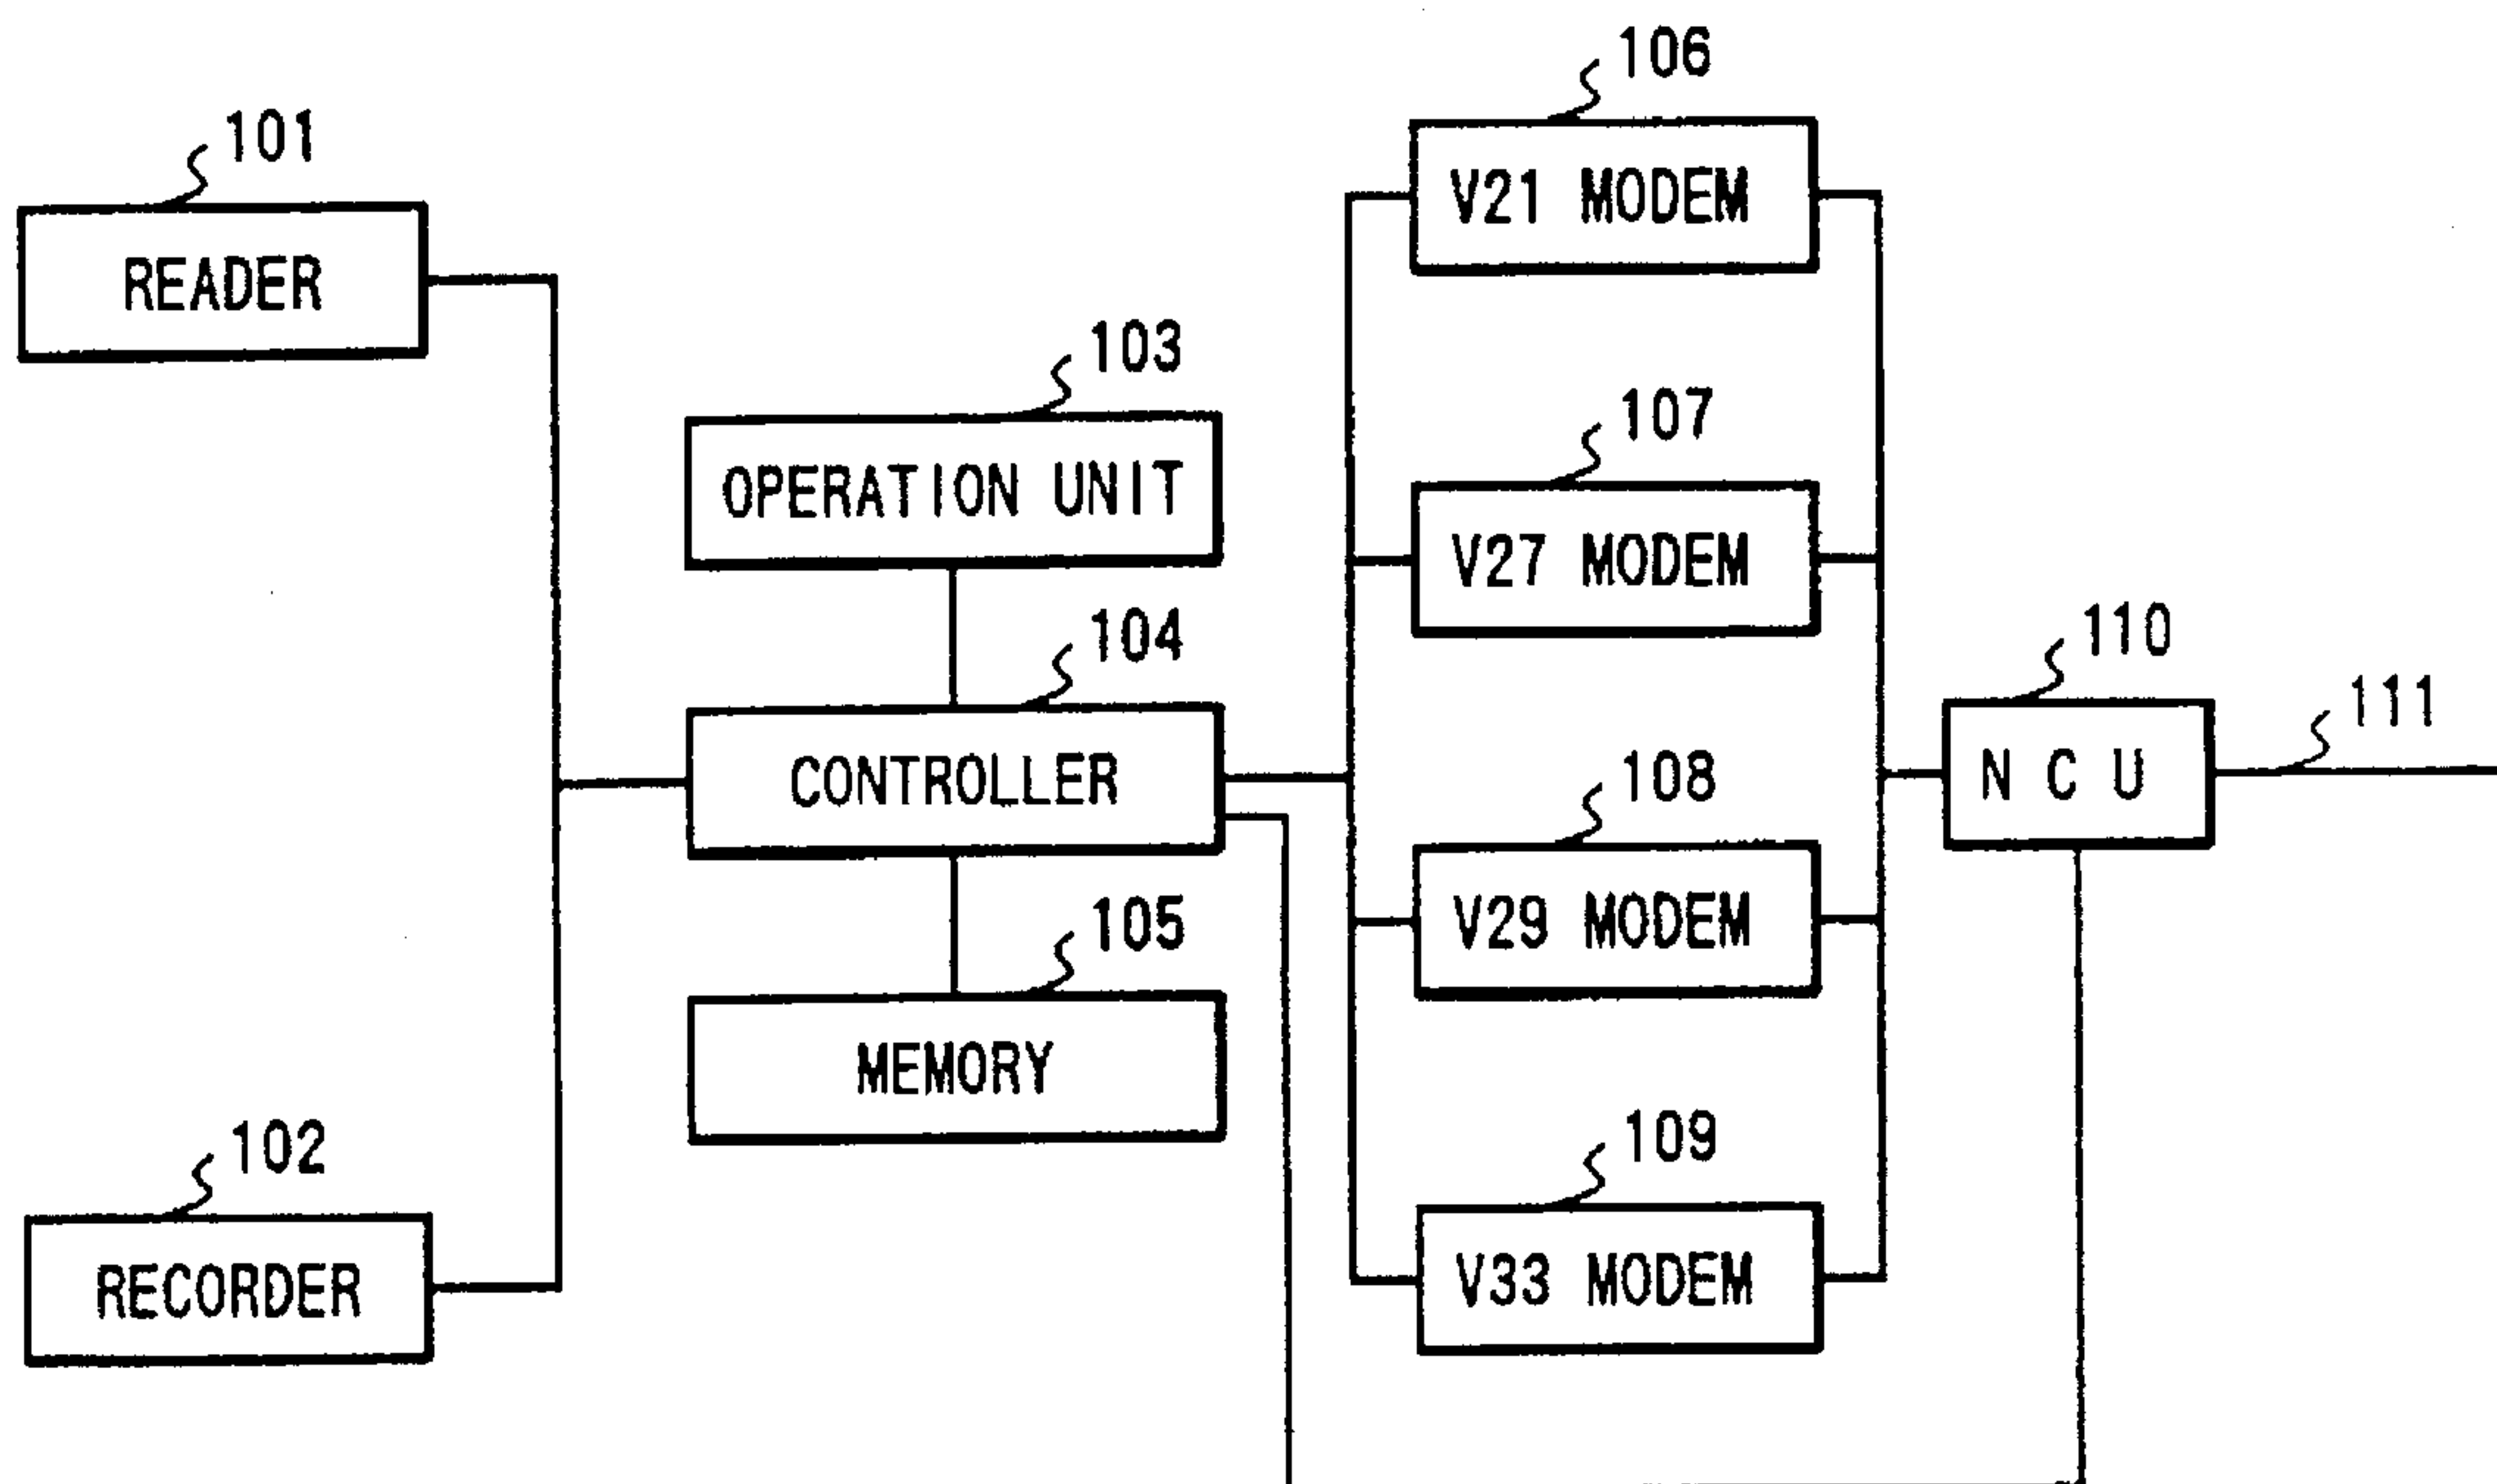 101
READER
102
RECORDER
103
OPERATION UNIT
104
CONTROLLER
105
MEMORY
106
V21 MODEM
107
V27 MODEM
108
V29 MODEM
109
V33 MODEM
110
N C U
111